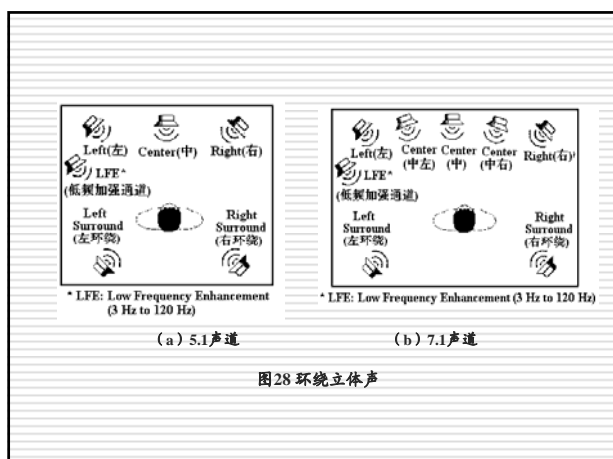 Left(左) Center(中) Right(右)
LFE*
(低频加强通道)
Left
Surround
(左环绕)
Right
Surround
(右环绕)
* LFE: Low Frequency Enhancement
(3 Hz to 120 Hz)
(a) 5.1声道
Left(左) Center Center Center Right(右)
(中左) (中) (中右)
LFE*
(低频加强通道)
Left
Surround
(左环绕)
Right
Surround
(右环绕)
* LFE: Low Frequency Enhancement (3 Hz to 120 Hz)
(b) 7.1声道
图28 环绕立体声